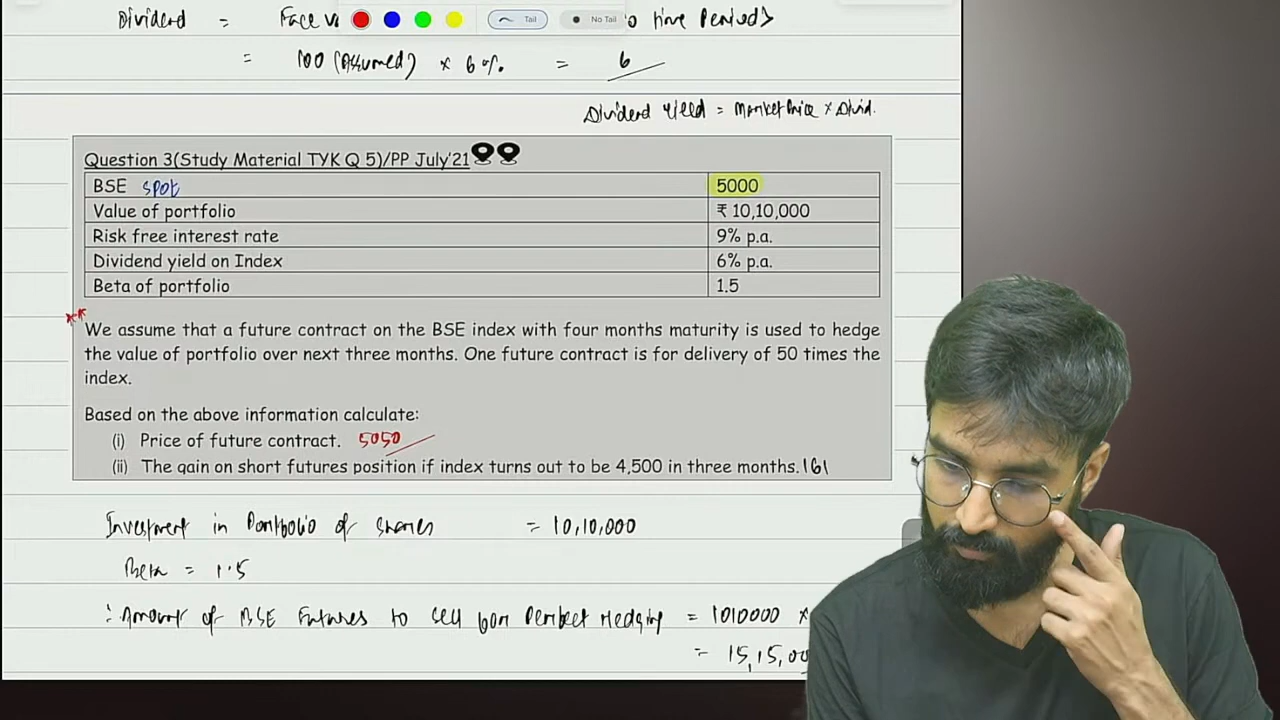 Dividend = Face
Tail
No Tail
time Period}
= 100 (Assumed) × 6% = 6
Dividend yield = Market Price × Divid.
Question 3(Study Material TYK Q 5)/PP July'21
BSE spot 5000
Value of portfolio ₹ 10,10,000
Risk free interest rate 9% p.a.
Dividend yield on Index 6% p.a.
Beta of portfolio 1.5
** We assume that a future contract on the BSE index with four months maturity is used to hedge
the value of portfolio over next three months. One future contract is for delivery of 50 times the
index.
Based on the above information calculate:
(i) Price of future contract. 5050
(ii) The gain on short futures position if index turns out to be 4,500 in three months.
Investment in Portfolio of shares = 10,10,000
Beta = 1.5
∴ Amount of BSE Futures to sell for Perfect Hedging = 1010000 ×
= 15,15,00